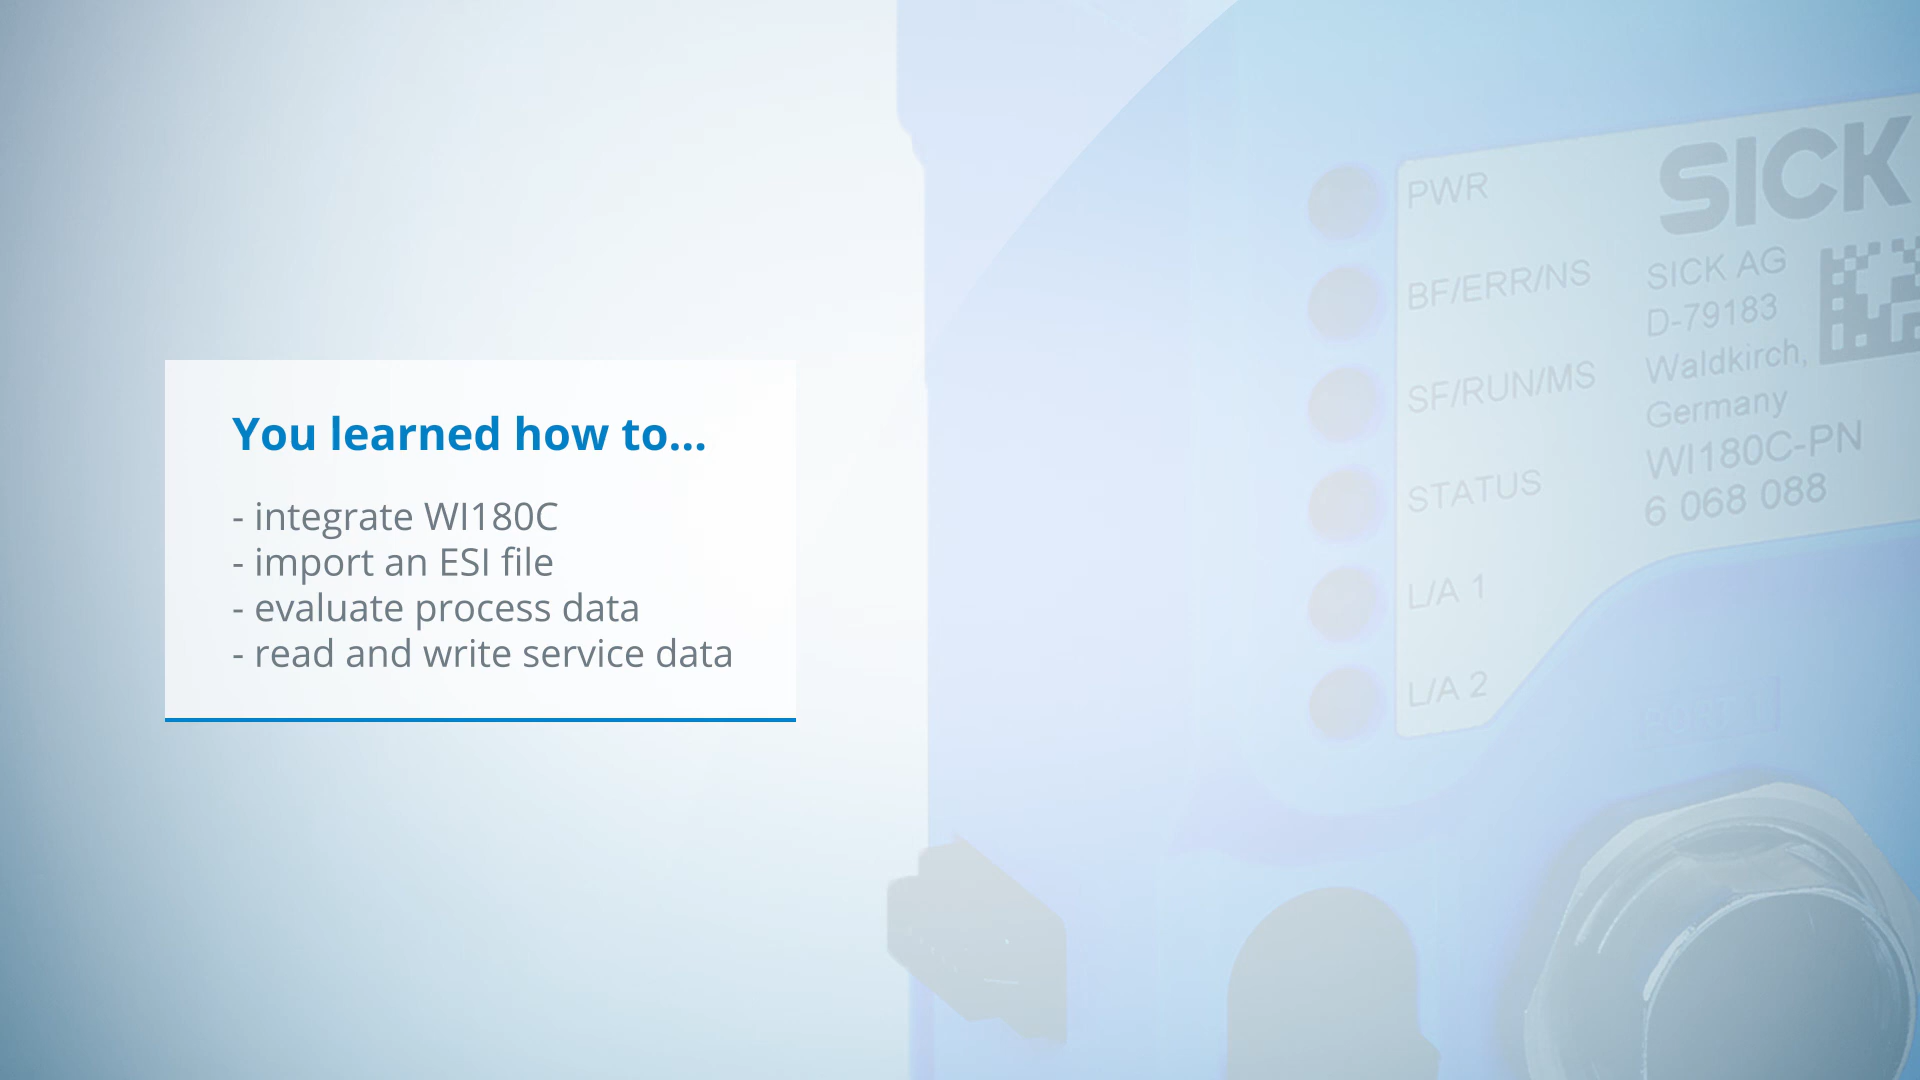 You learned how to...
- integrate WI180C
- import an ESI file
- evaluate process data
- read and write service data
PWR
BF/ERR/NS
SF/RUN/MS
STATUS
L/A 1
L/A 2
SICK
SICK AG
D-79183
Waldkirch,
Germany
WI180C-PN
6 068 088